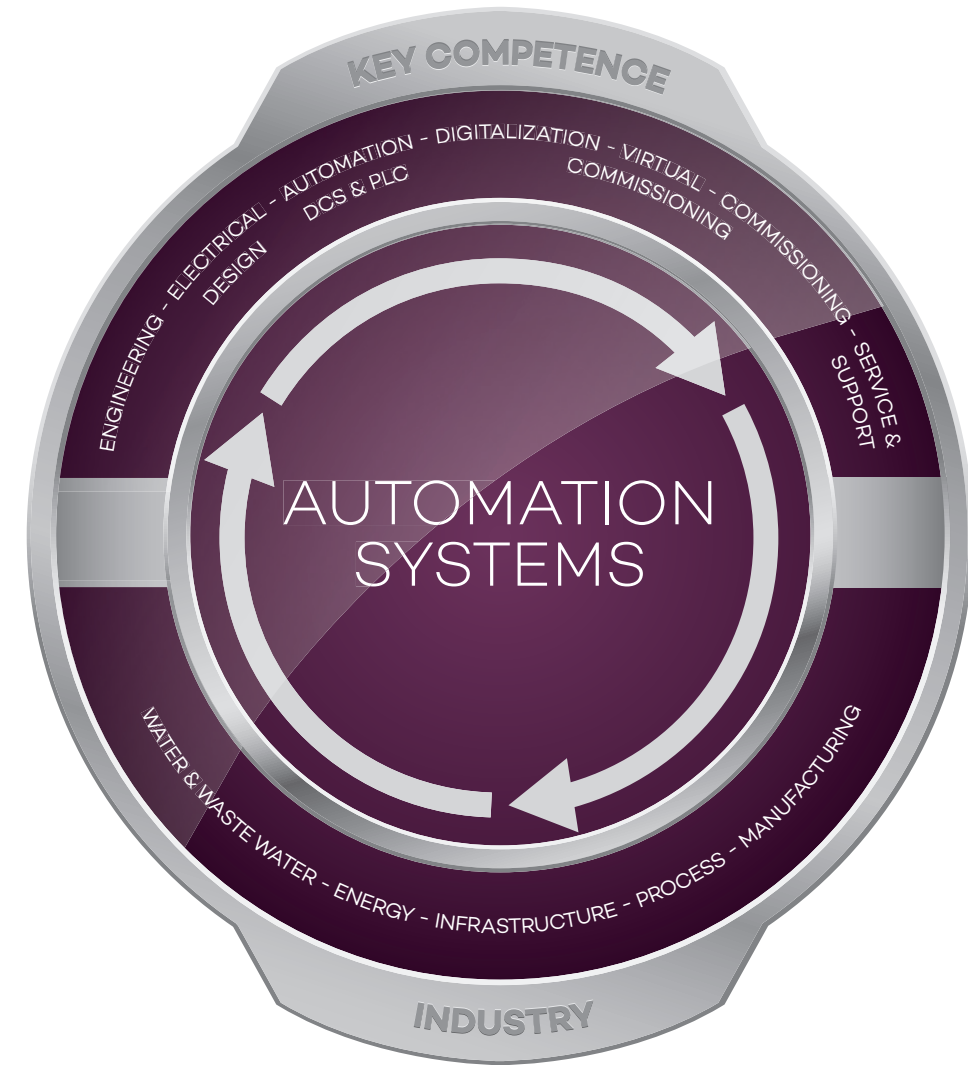 KEY COMPETENCE
ENGINEERING - ELECTRICAL - AUTOMATION - DIGITALIZATION - VIRTUAL - COMMISSIONING - SERVICE &
DESIGN
DCS & PLC
COMMISSIONING
SUPPORT
AUTOMATION
SYSTEMS
WATER & WASTE WATER - ENERGY - INFRASTRUCTURE - PROCESS - MANUFACTURING
INDUSTRY